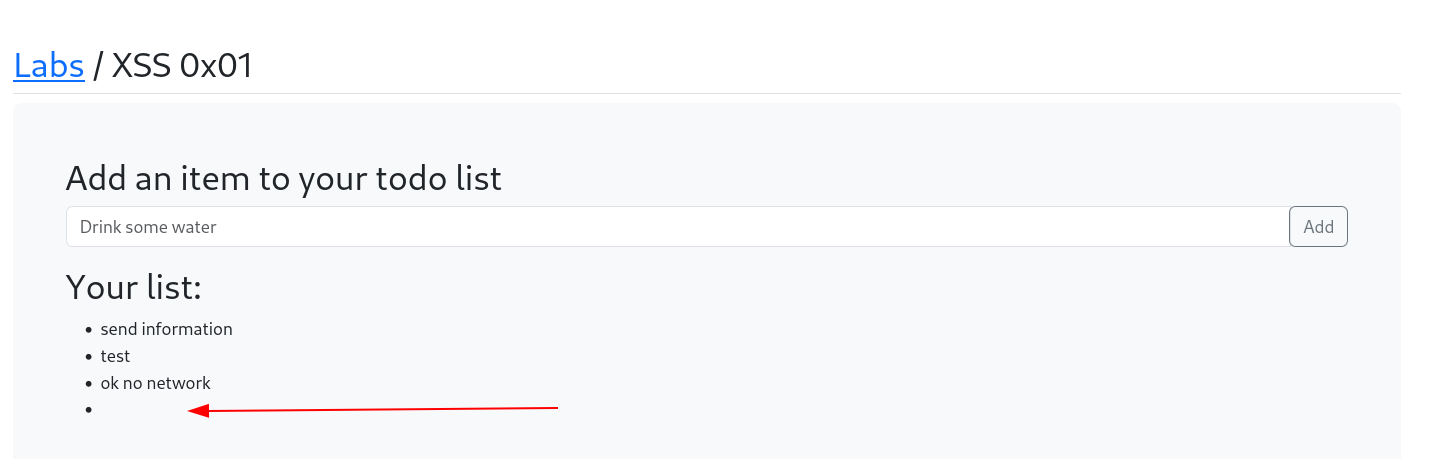 Labs / XSS 0x01
Add an item to your todo list
Drink some water
Add
Your list:
send information
test
ok no network